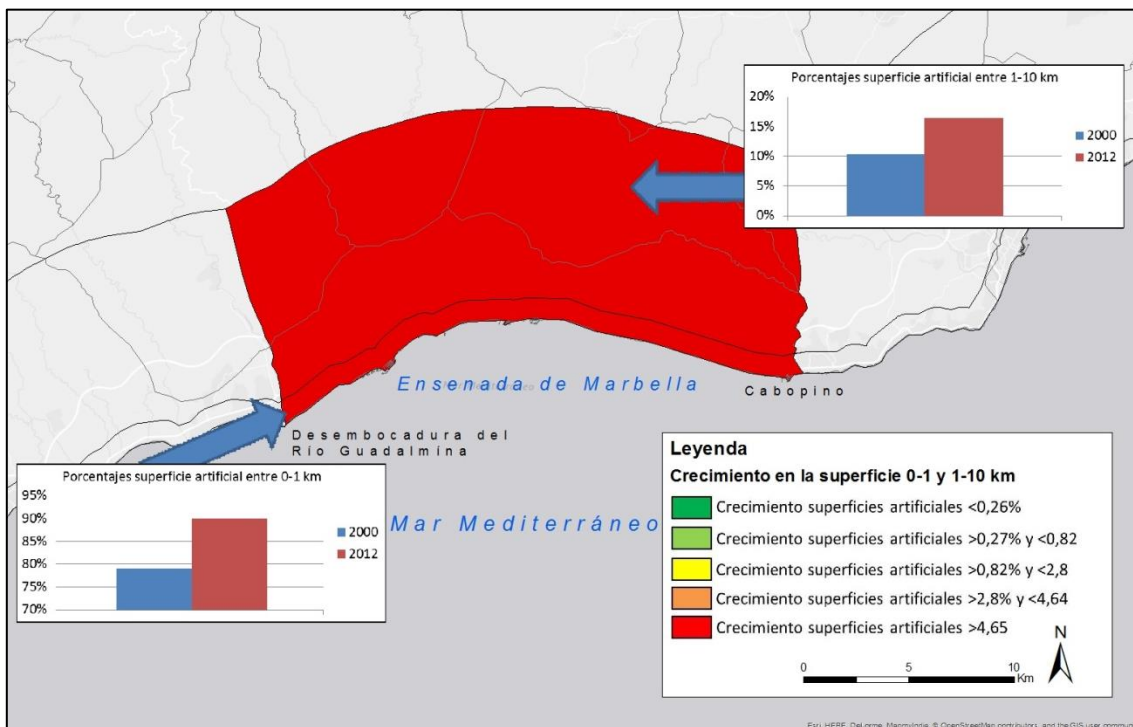 Porcentajes superficie artificial entre 1-10 km
20%
15%
10%
5%
0%
2000
2012
Ensenada de Marbella
Cabopino
Desembocadura del
Río Guadalmina
Mar Mediterráneo
Porcentajes superficie artificial entre 0-1 km
95%
90%
85%
80%
75%
70%
2000
2012
Leyenda
Crecimiento en la superficie 0-1 y 1-10 km
Crecimiento superficies artificiales <0,26%
Crecimiento superficies artificiales >0,27% y <0,82
Crecimiento superficies artificiales >0,82% y <2,8
Crecimiento superficies artificiales >2,8% y <4,64
Crecimiento superficies artificiales >4,65
N
0 5 10
Km
Esri, HERE, DeLorme, MapmyIndia, © OpenStreetMap contributors, and the GIS user community